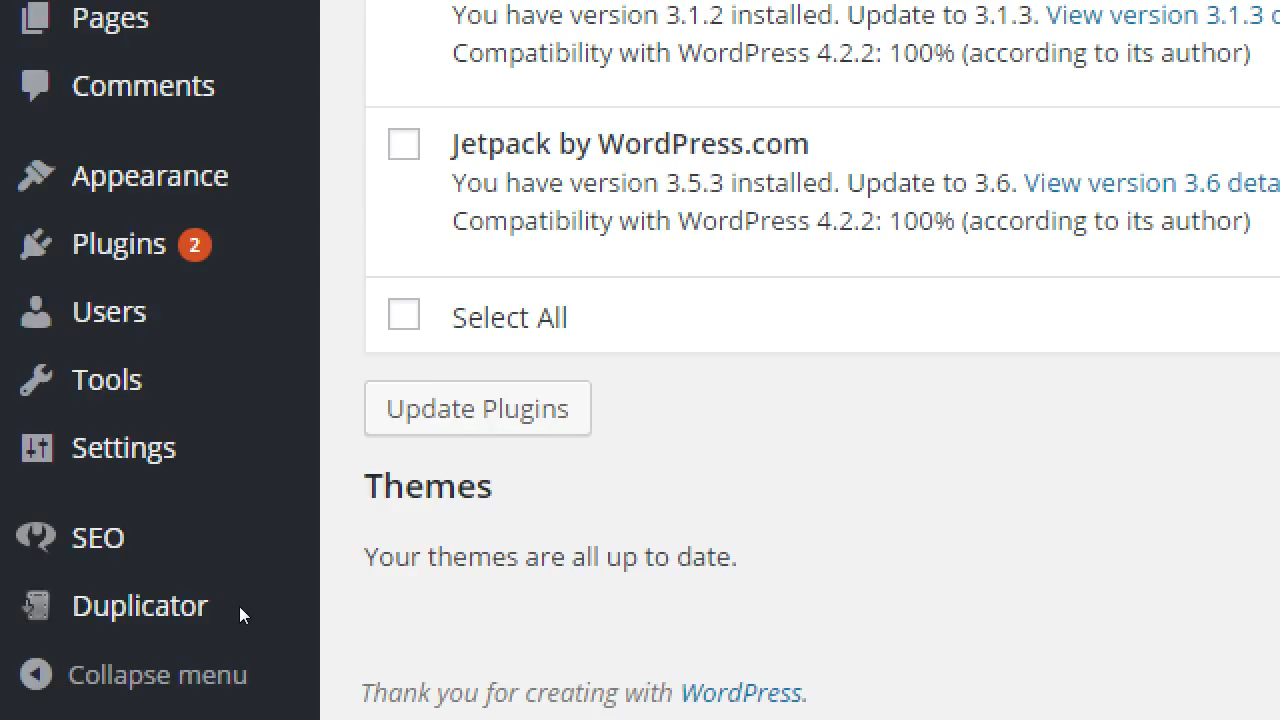 Pages
Comments
Appearance
Plugins 2
Users
Tools
Settings
SEO
Duplicator
Collapse menu
You have version 3.1.2 installed. Update to 3.1.3. View version 3.1.3
Compatibility with WordPress 4.2.2: 100% (according to its author)
Jetpack by WordPress.com
You have version 3.5.3 installed. Update to 3.6. View version 3.6 deta
Compatibility with WordPress 4.2.2: 100% (according to its author)
Select All
Update Plugins
Themes
Your themes are all up to date.
Thank you for creating with WordPress.